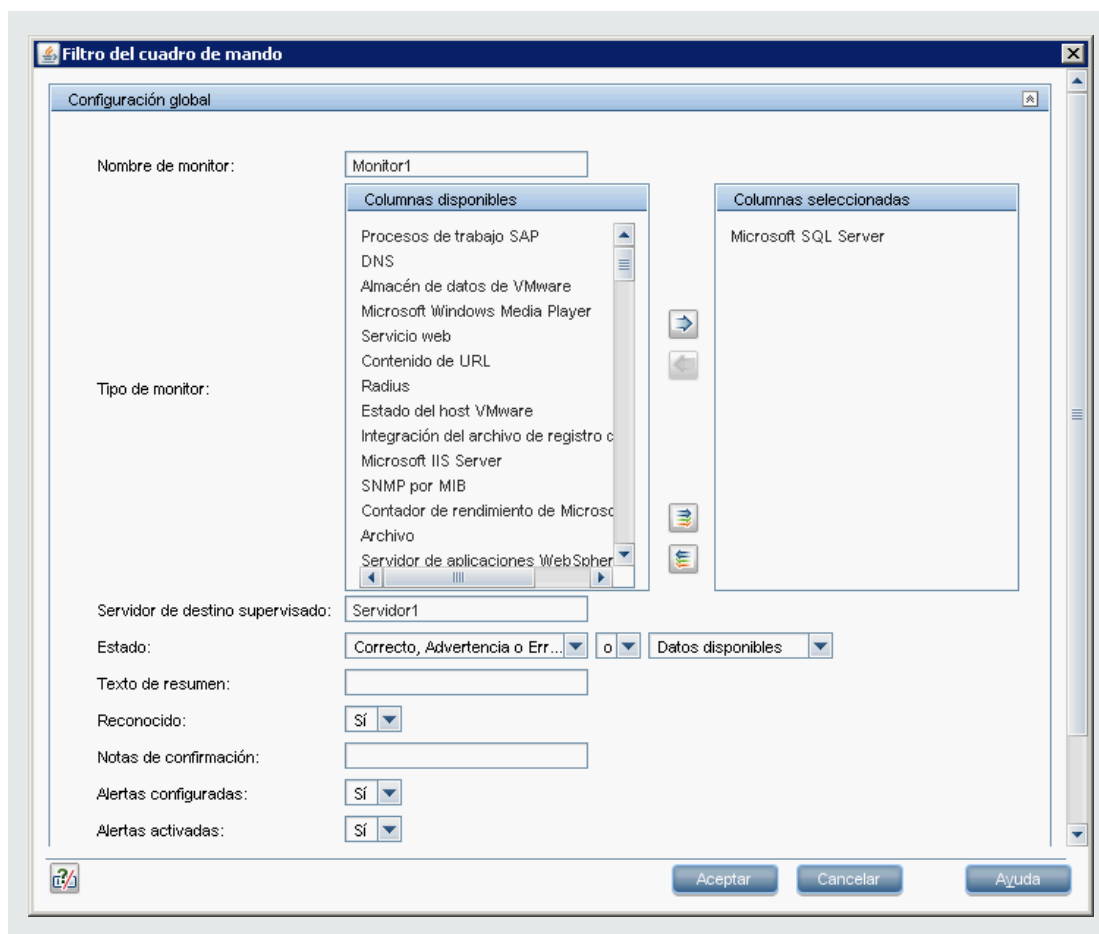 Filtro del cuadro de mando
Configuración global
Nombre de monitor:
Monitor1
Columnas disponibles
Columnas seleccionadas
Tipo de monitor:
Procesos de trabajo SAP
DNS
Almacén de datos de VMware
Microsoft Windows Media Player
Servicio web
Contenido de URL
Radius
Estado del host VMware
Integración del archivo de registro c
Microsoft IIS Server
SNMP por MIB
Contador de rendimiento de Microsc
Archivo
Servidor de aplicaciones WebSpher
Microsoft SQL Server
Servidor de destino supervisado:
Servidor1
Estado:
Correcto, Advertencia o Err... o Datos disponibles
Texto de resumen:
Reconocido:
Sí
Notas de confirmación:
Alertas configuradas:
Sí
Alertas activadas:
Sí
Aceptar
Cancelar
Ayuda